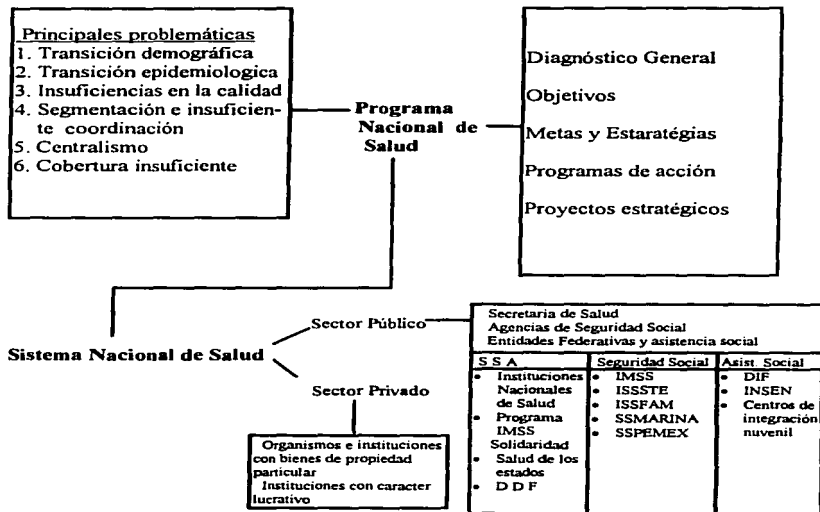 Principales problemáticas
1. Transición demográfica
2. Transición epidemiologica
3. Insuficiencias en la calidad
4. Segmentación e insuficien-
te coordinación
5. Centralismo
6. Cobertura insuficiente
Programa
Nacional de
Salud
Diagnóstico General
Objetivos
Metas y Estaratégias
Programas de acción
Proyectos estratégicos
Sistema Nacional de Salud
Sector Público
Sector Privado
Organismos e instituciones
con bienes de propiedad
particular
Instituciones con caracter
lucrativo
Secretaria de Salud
Agencias de Seguridad Social
Entidades Federativas y asistencia social
S S A
• Instituciones
Nacionales
de Salud
• Programa
IMSS
Solidaridad
• Salud de los
estados
• D D F
Seguridad Social
• IMSS
• ISSSTE
• ISSFAM
• SSMARINA
• SSPEMEX
Asist. Social
• DIF
• INSEN
• Centros de
integración
nuvenil